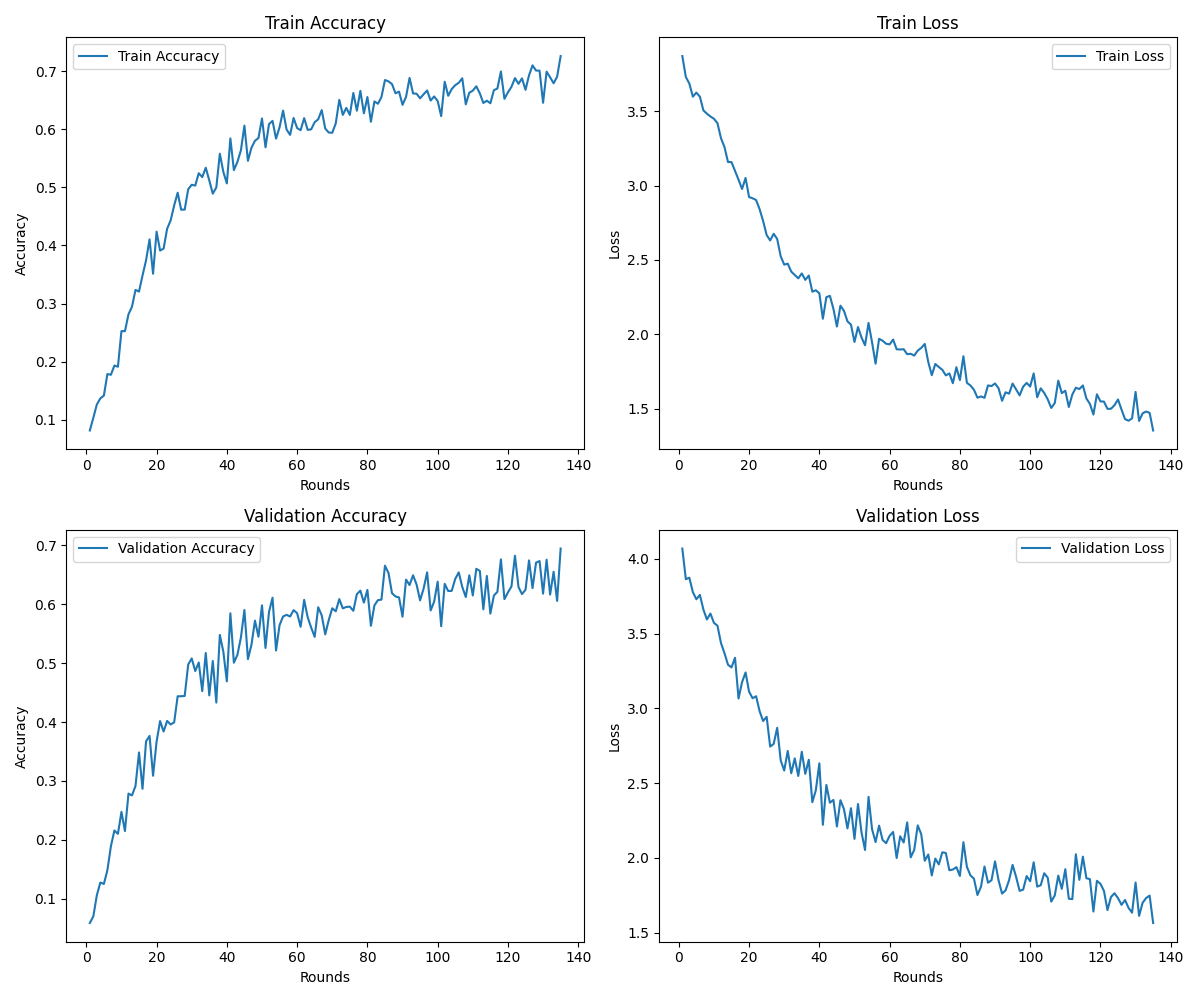 Train Accuracy
Train Accuracy
0.7
0.6
0.5
0.4
0.3
0.2
0.1
Accuracy
0 20 40 60 80 100 120 140
Rounds
Train Loss
Train Loss
3.5
3.0
2.5
2.0
1.5
Loss
0 20 40 60 80 100 120 140
Rounds
Validation Accuracy
Validation Accuracy
0.7
0.6
0.5
0.4
0.3
0.2
0.1
Accuracy
0 20 40 60 80 100 120 140
Rounds
Validation Loss
Validation Loss
4.0
3.5
3.0
2.5
2.0
1.5
Loss
0 20 40 60 80 100 120 140
Rounds